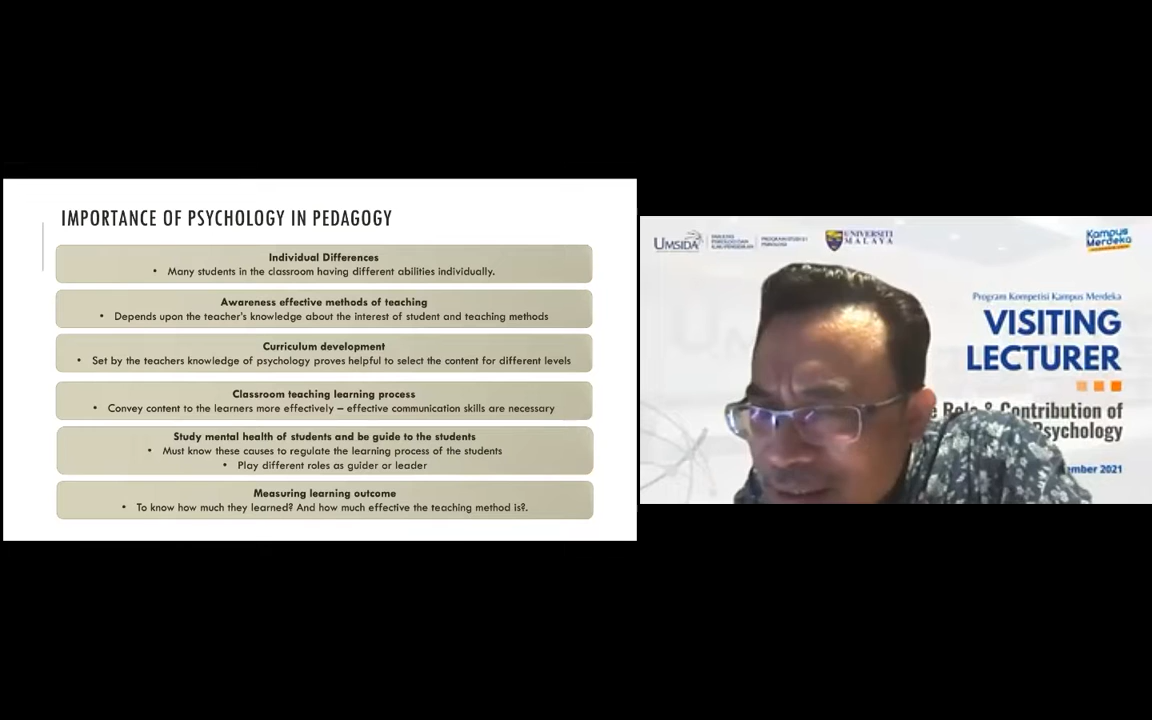 IMPORTANCE OF PSYCHOLOGY IN PEDAGOGY
Individual Differences
• Many students in the classroom having different abilities individually.
Awareness effective methods of teaching
• Depends upon the teacher's knowledge about the interest of student and teaching methods
Curriculum development
• Set by the teachers knowledge of psychology proves helpful to select the content for different levels
Classroom teaching learning process
• Convey content to the learners more effectively – effective communication skills are necessary
Study mental health of students and be guide to the students
• Must know these causes to regulate the learning process of the students
• Play different roles as guider or leader
Measuring learning outcome
• To know how much they learned? And how much effective the teaching method is?.
UMSIDA
FAKULTAS
PSIKOLOGI DAN
ILMU PENDIDIKAN
PROGRAM STUDI S1
PSIKOLOGI
UNIVERSITI
MALAYA
Kampus
Merdeka
Program Kompetisi Kampus Merdeka
VISITING
LECTURER
e Role & Contribution of
Psychology
ember 2021